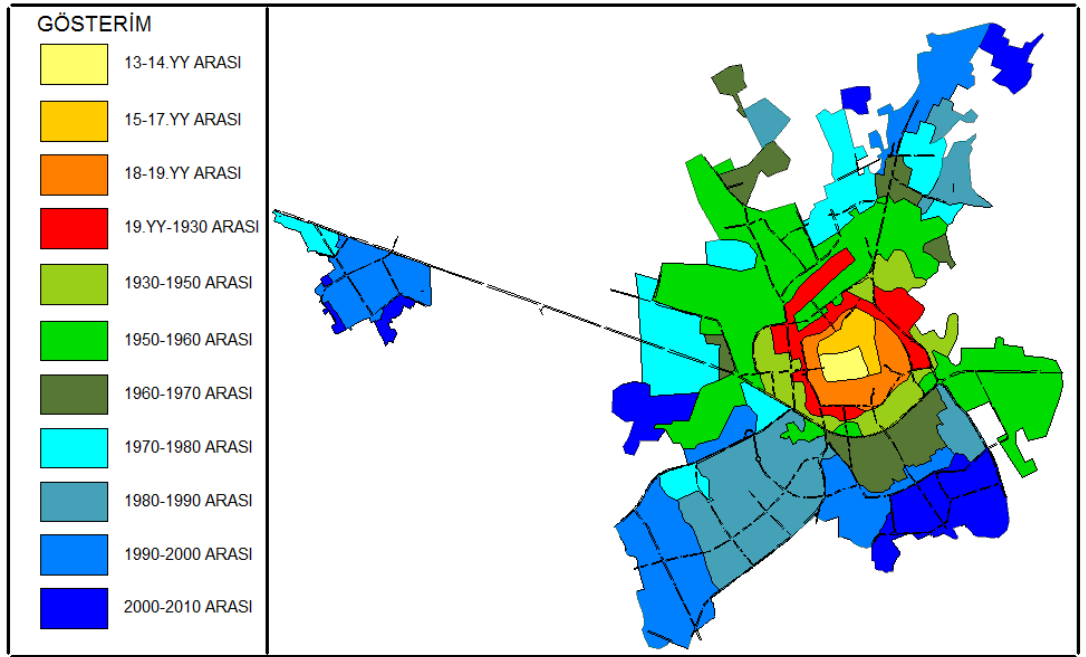 GÖSTERİM
13-14.YY ARASI
15-17.YY ARASI
18-19.YY ARASI
19.YY-1930 ARASI
1930-1950 ARASI
1950-1960 ARASI
1960-1970 ARASI
1970-1980 ARASI
1980-1990 ARASI
1990-2000 ARASI
2000-2010 ARASI